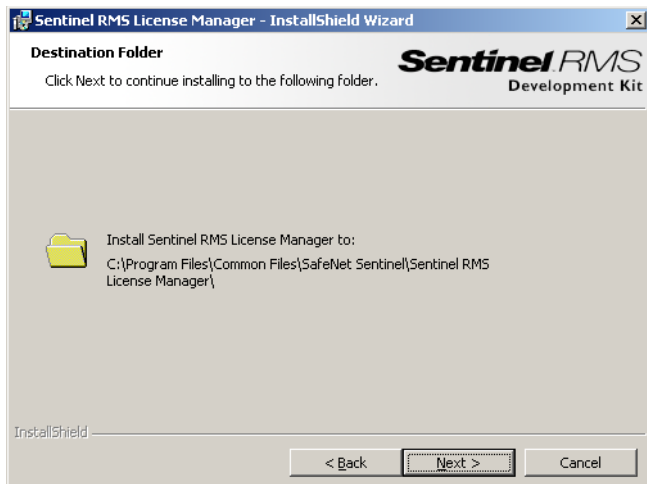 Sentinel RMS License Manager - InstallShield Wizard
Destination Folder
Click Next to continue installing to the following folder.
Sentinel RMS
Development Kit
Install Sentinel RMS License Manager to:
C:\Program Files\Common Files\SafeNet Sentinel\Sentinel RMS
License Manager\
InstallShield
< Back
Next >
Cancel